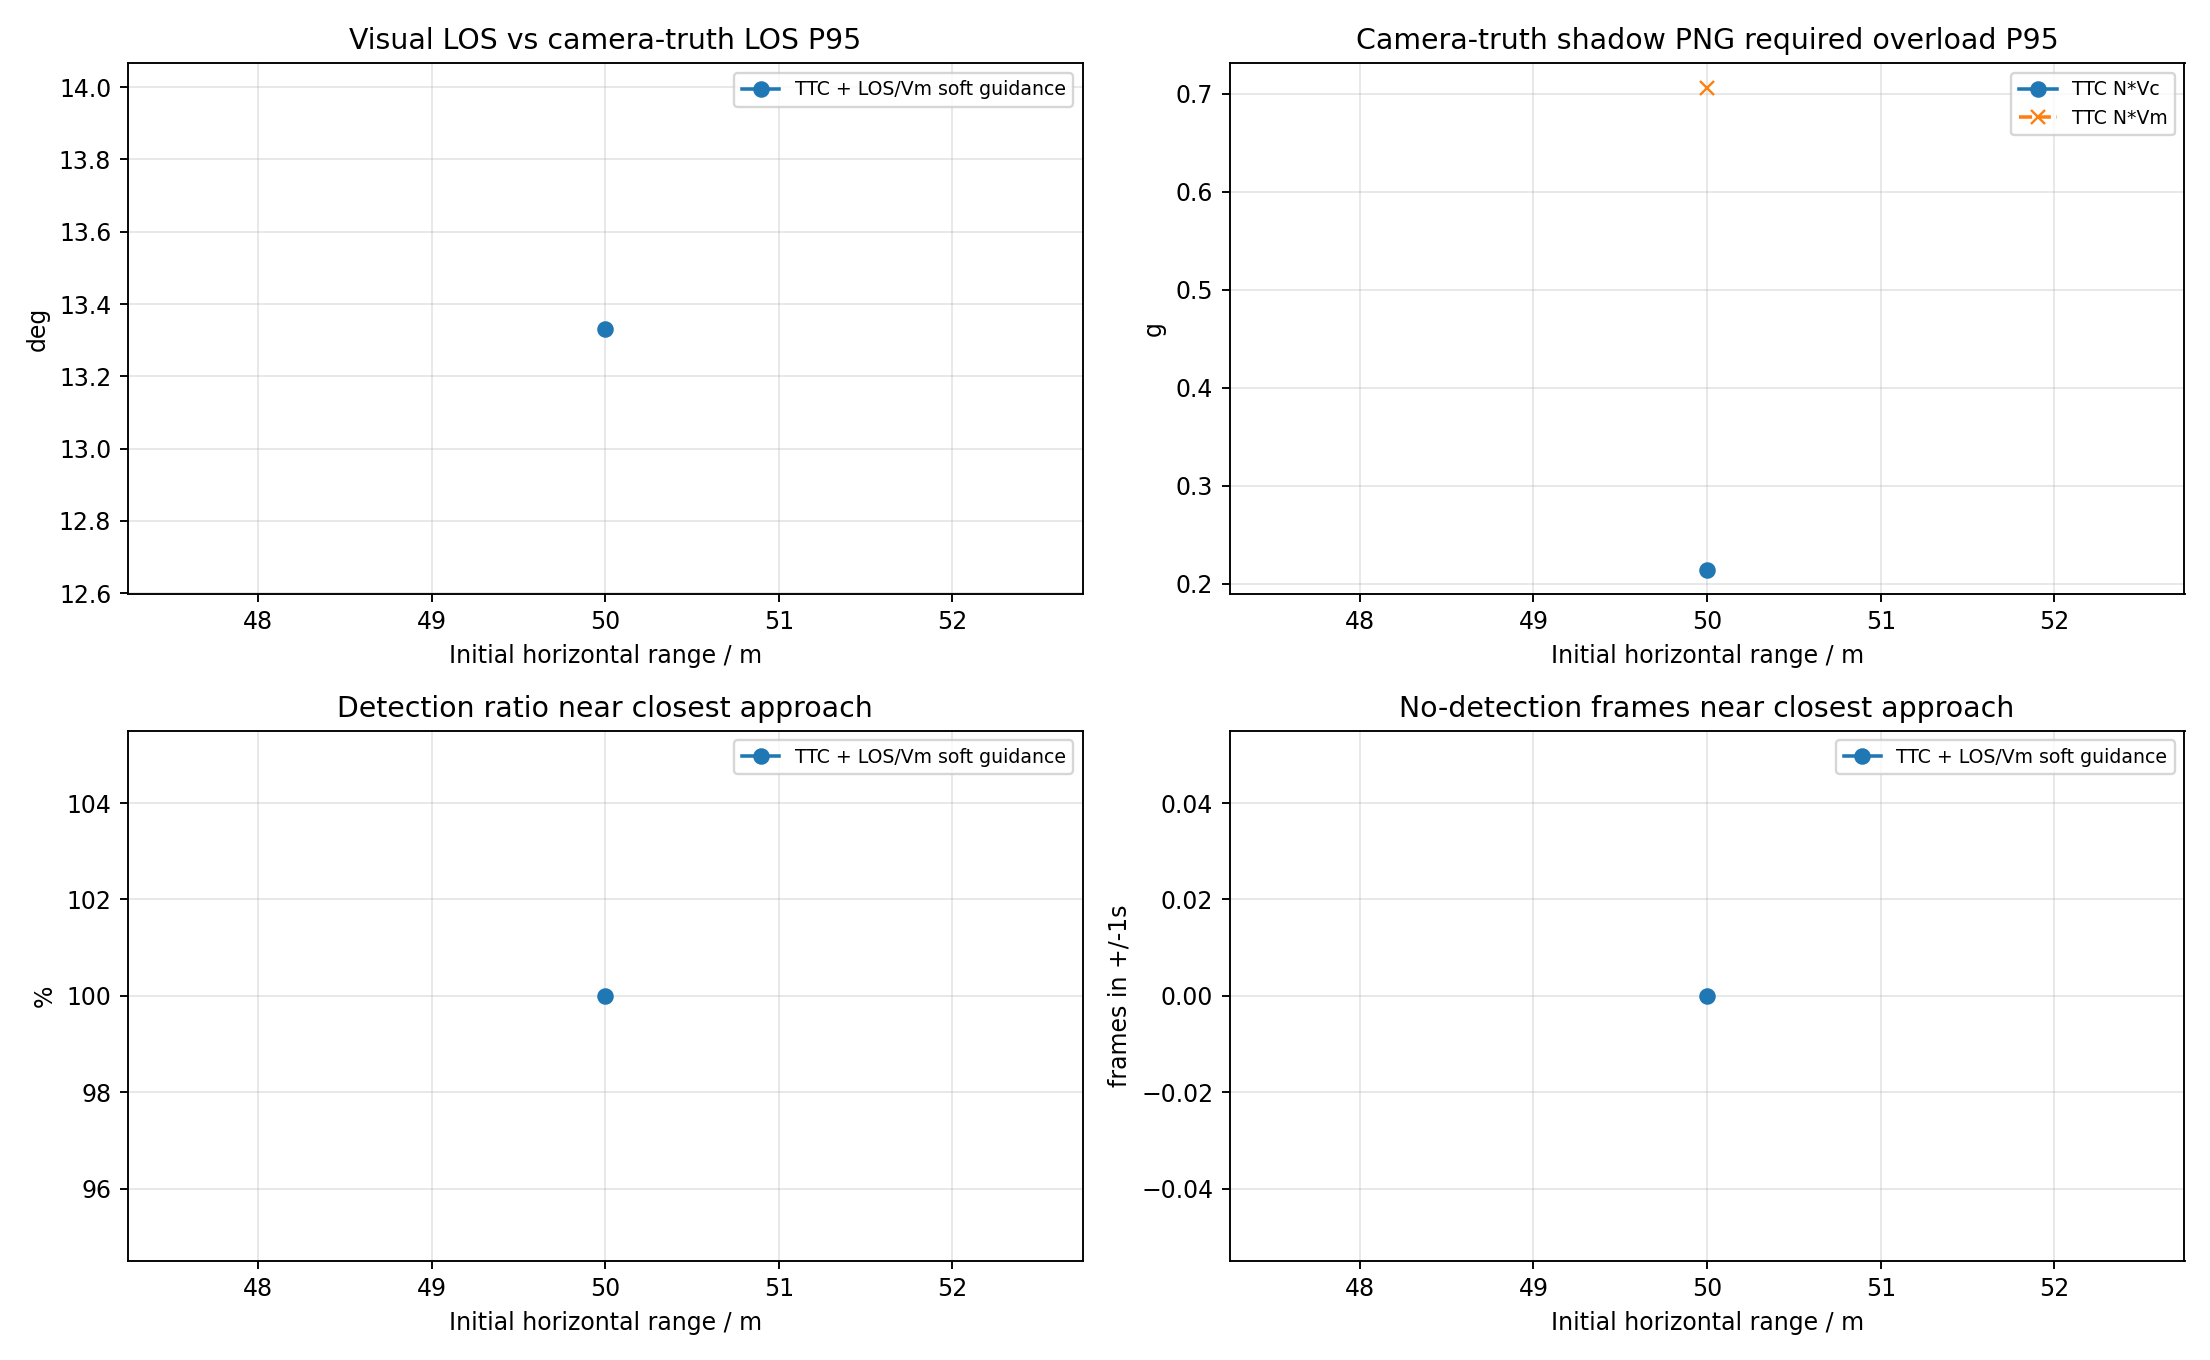 Visual LOS vs camera-truth LOS P95
TTC + LOS/Vm soft guidance
14.0
13.8
13.6
13.4
13.2
13.0
12.8
12.6
deg
48 49 50 51 52
Initial horizontal range / m
Camera-truth shadow PNG required overload P95
TTC N*Vc
TTC N*Vm
0.7
0.6
0.5
0.4
0.3
0.2
g
48 49 50 51 52
Initial horizontal range / m
Detection ratio near closest approach
TTC + LOS/Vm soft guidance
104
102
100
98
96
%
48 49 50 51 52
Initial horizontal range / m
No-detection frames near closest approach
TTC + LOS/Vm soft guidance
0.04
0.02
0.00
−0.02
−0.04
frames in +/-1s
48 49 50 51 52
Initial horizontal range / m